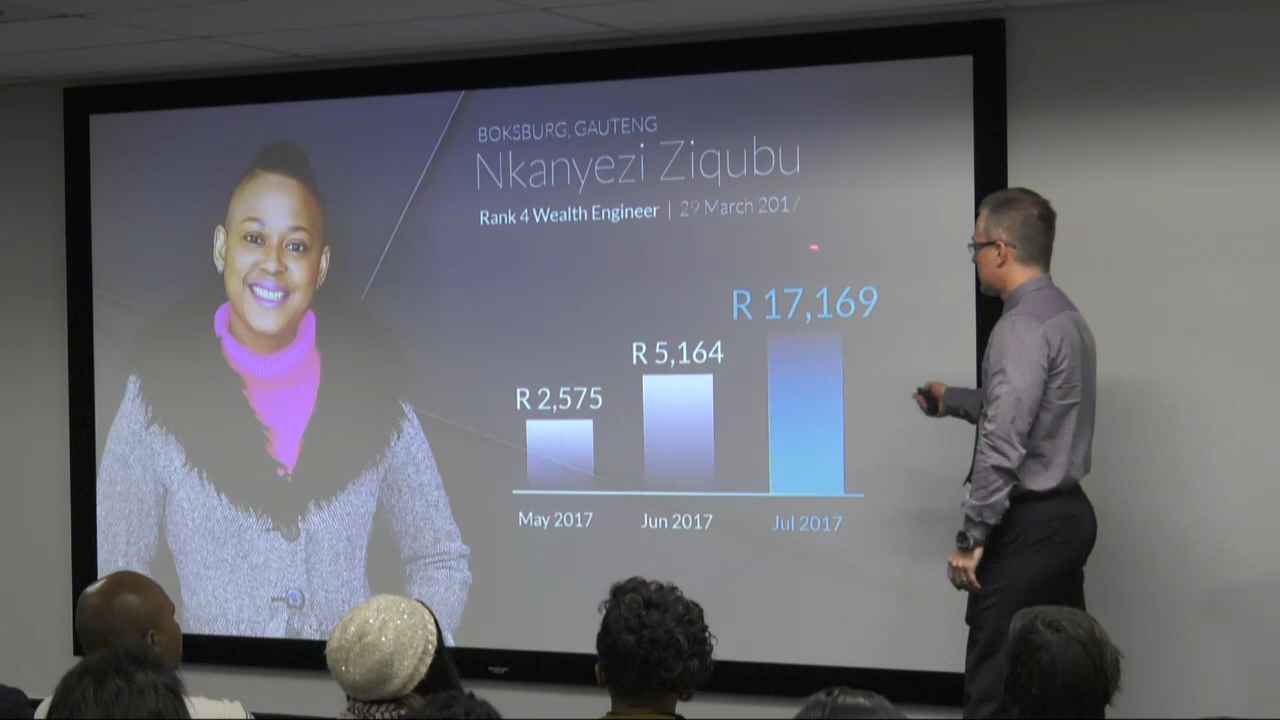 BOKSBURG, GAUTENG
Nkanyezi Ziqubu
Rank 4 Wealth Engineer | 29 March 2017
R 17,169
R 5,164
R 2,575
May 2017 Jun 2017 Jul 2017